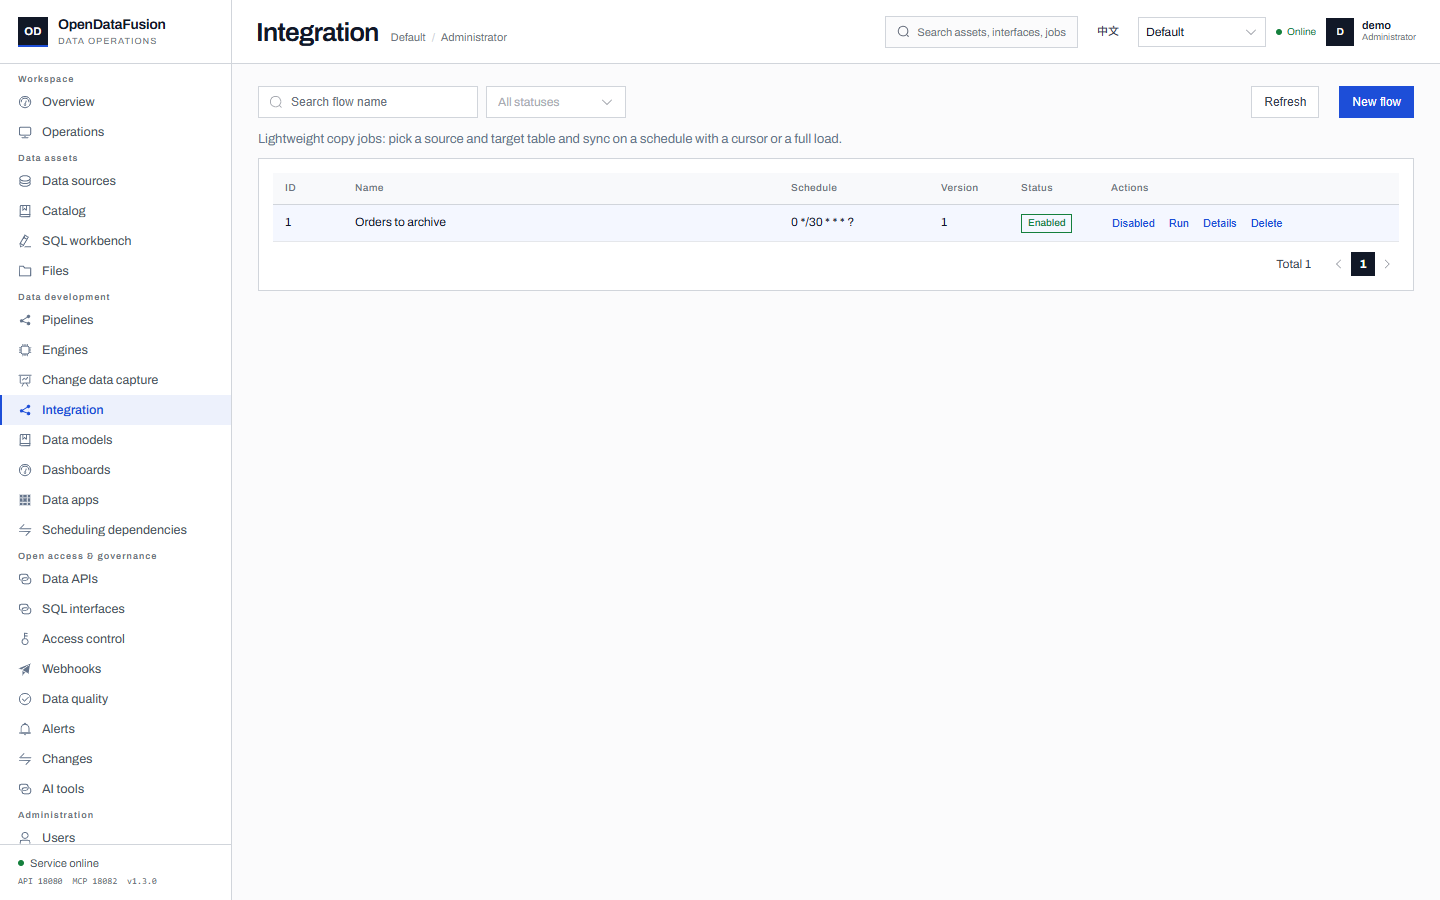 OD
OpenDataFusion
DATA OPERATIONS
Workspace
Overview
Operations
Data assets
Data sources
Catalog
SQL workbench
Files
Data development
Pipelines
Engines
Change data capture
Integration
Data models
Dashboards
Data apps
Scheduling dependencies
Open access & governance
Data APIs
SQL interfaces
Access control
Webhooks
Data quality
Alerts
Changes
AI tools
Administration
Users
Service online
API 18080 MCP 18082 v1.3.0
Integration
Default / Administrator
Search assets, interfaces, jobs
中文
Default
Online
D
demo
Administrator
Search flow name
All statuses
Refresh
New flow
Lightweight copy jobs: pick a source and target table and sync on a schedule with a cursor or a full load.
ID Name Schedule Version Status Actions
1 Orders to archive 0 */30 * * * ? 1 Enabled Disabled Run Details Delete
Total 1 1